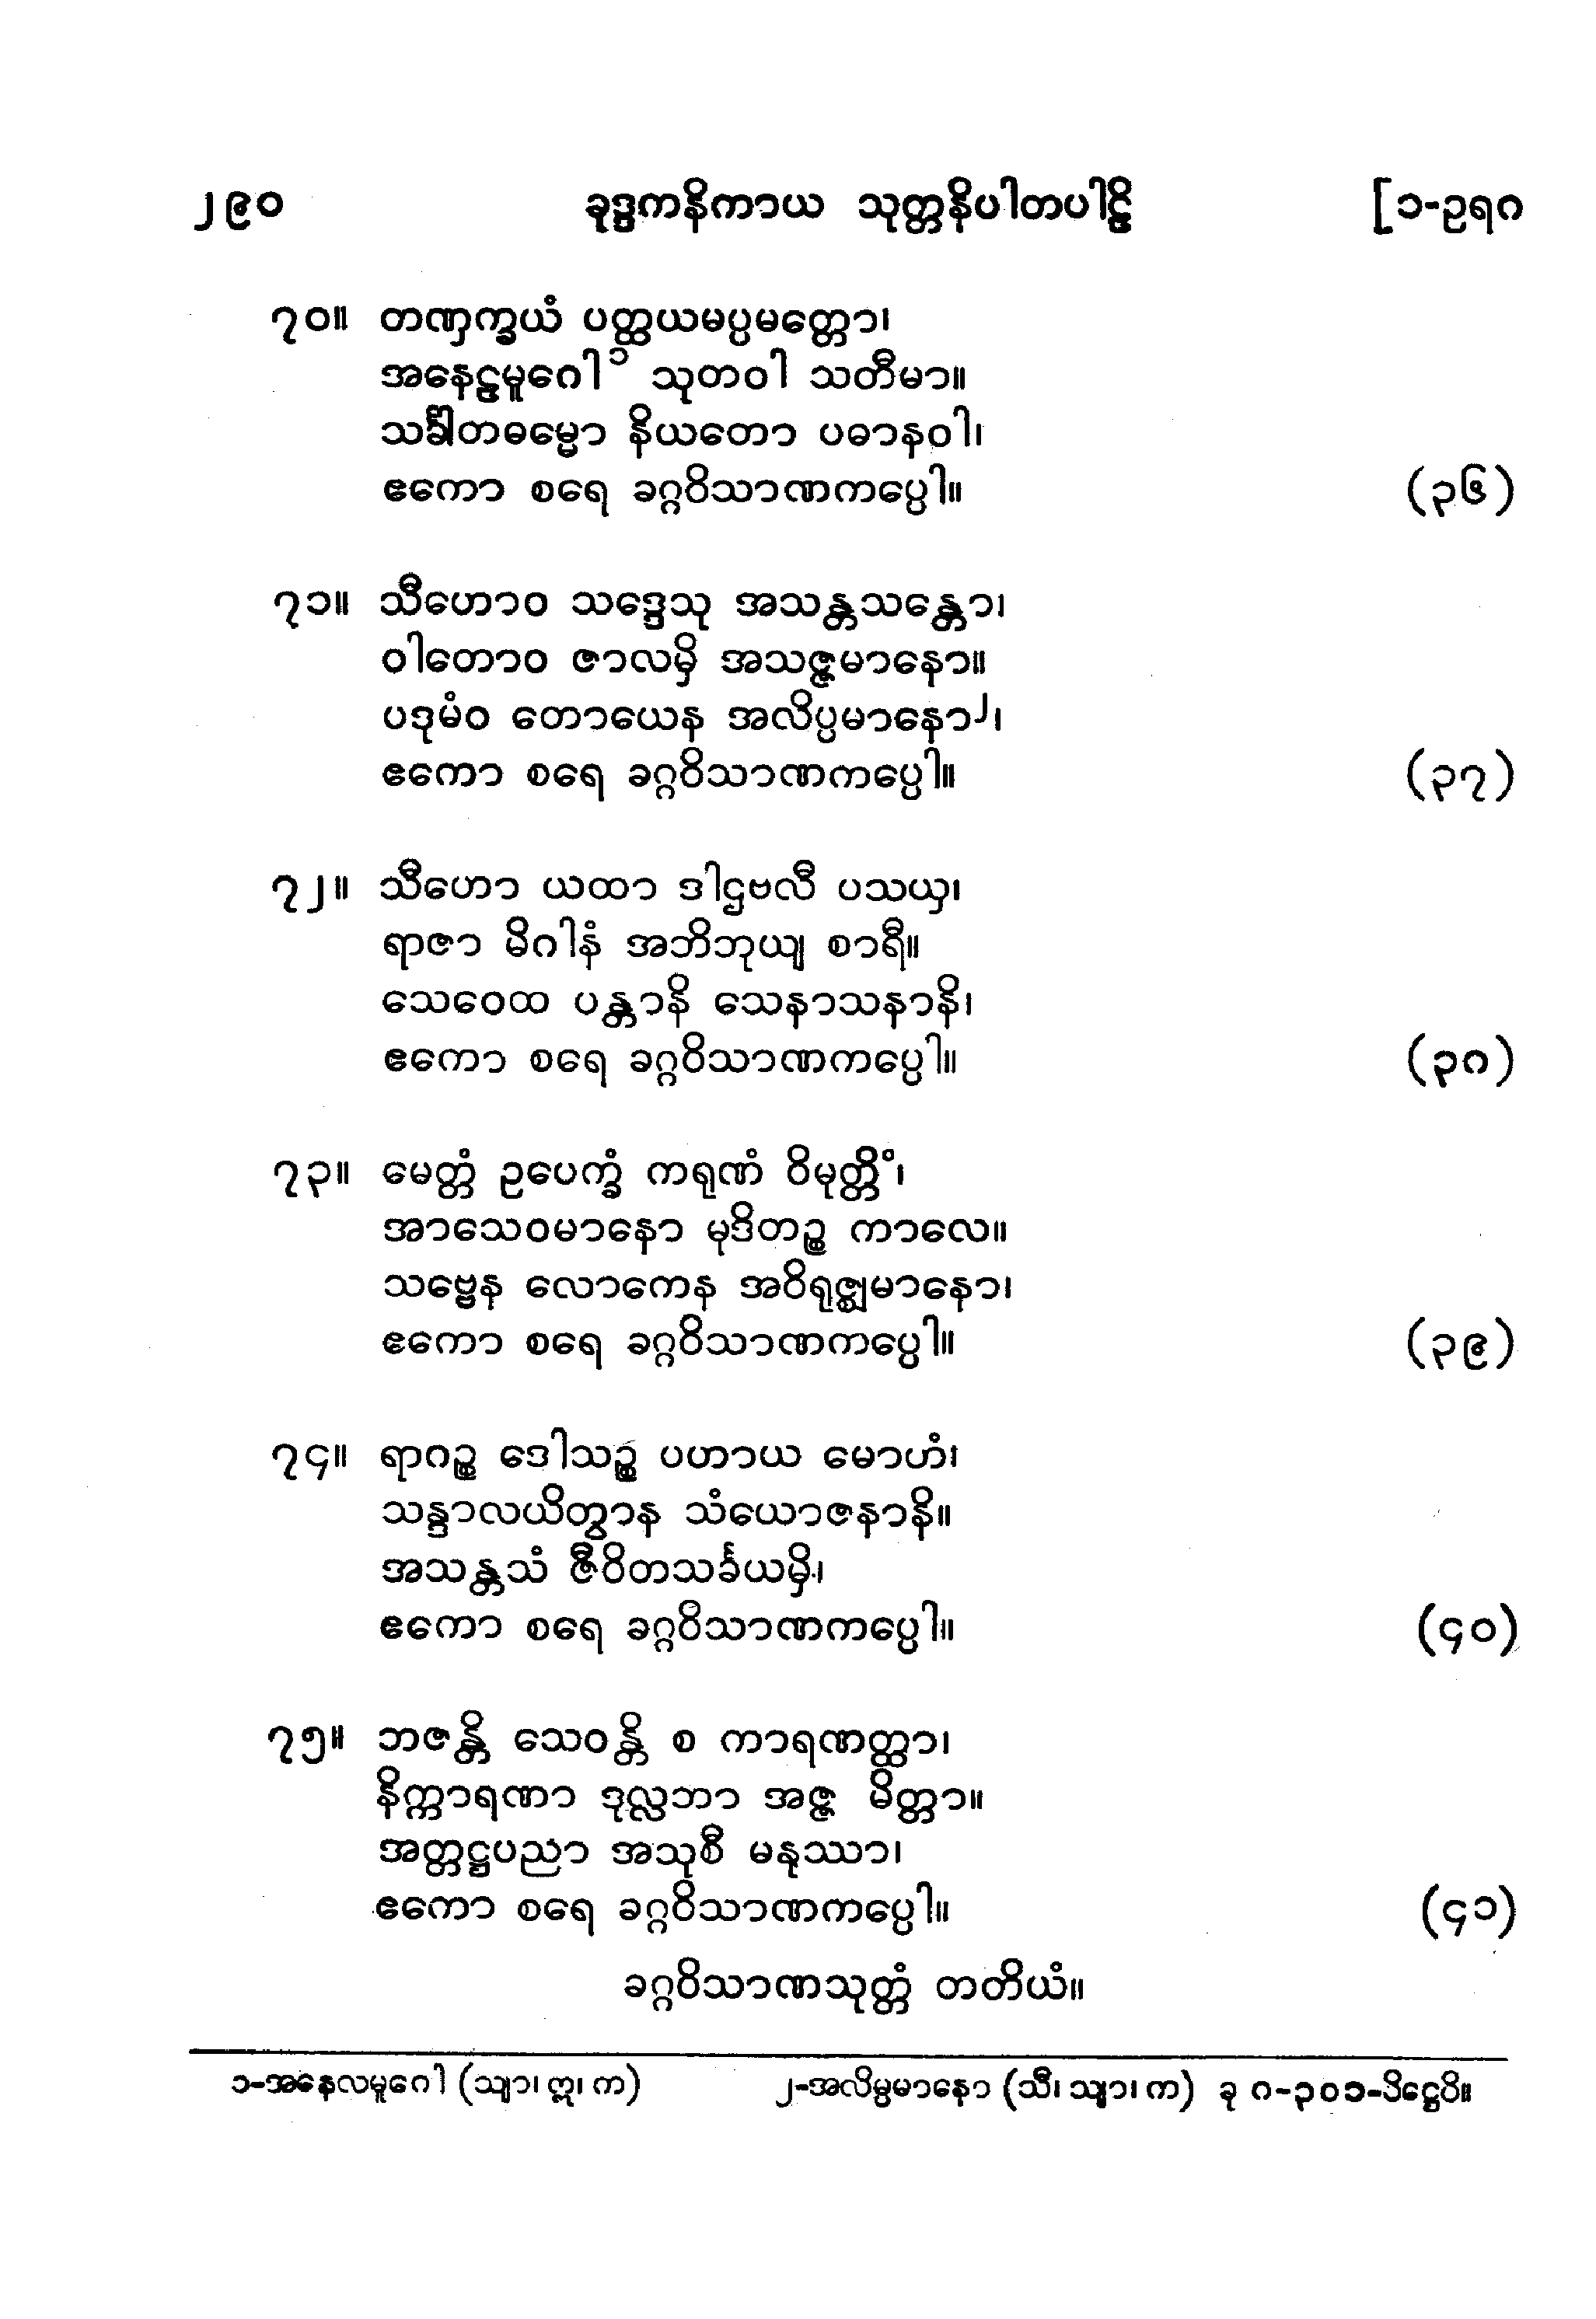 ၂၉၀ ခုဒ္ဒကနိကာယ သုတ္တနိပါတပါဠိ [၁-ဥရဂ
၇၀။ တဏှက္ခယံ ပတ္ထယမပ္ပမတ္တော၊
အနေဠမူဂေါ၁ သုတဝါ သတီမာ။
သင်္ခါတဓမ္မော နိယတော ပဓာနဝါ၊
ဧကော စရေ ခဂ္ဂဝိသာဏကပ္ပေါ။ (၃၆)
၇၁။ သီဟောဝ သဒ္ဒေသု အသန္တသန္တော၊
ဝါတောဝ ဇာလမှိ အသဇ္ဇမာနော။
ပဒုမံဝ တောယေန အလိပ္ပမာနော၂၊
ဧကော စရေ ခဂ္ဂဝိသာဏကပ္ပေါ။ (၃၇)
၇၂။ သီဟော ယထာ ဒါဌဗလီ ပသယှ၊
ရာဇာ မိဂါနံ အဘိဘုယျ စာရီ။
သေဝေထ ပန္တာနိ သေနာသနာနိ၊
ဧကော စရေ ခဂ္ဂဝိသာဏကပ္ပေါ။ (၃ဂ)
၇၃။ မေတ္တံ ဥပေက္ခံ ကရုဏံ ဝိမုတ္တိံ၊
အာသေဝမာနော မုဒိတဉ္စ ကာလေ။
သဗ္ဗေန လောကေန အဝိရုဇ္ဈမာနော၊
ဧကော စရေ ခဂ္ဂဝိသာဏကပ္ပေါ။ (၃၉)
၇၄။ ရာဂဉ္စ ဒေါသဉ္စ ပဟာယ မောဟံ၊
သန္ဒာလယိတွာန သံယောဇနာနိ။
အသန္တသံ ဇီဝိတသင်္ခယမှိ၊
ဧကော စရေ ခဂ္ဂဝိသာဏကပ္ပေါ။ (၄၀)
၇၅။ ဘဇန္တိ သေဝန္တိ စ ကာရဏတ္ထာ၊
နိက္ကာရဏာ ဒုလ္လဘာ အဇ္ဇ မိတ္တာ။
အတ္တဋ္ဌပညာ အသုစီ မနုဿာ၊
ဧကော စရေ ခဂ္ဂဝိသာဏကပ္ပေါ။ (၄၁)
ခဂ္ဂဝိသာဏသုတ္တံ တတိယံ။
၁-အနေလမူဂေါ (သျာ၊ ဣ၊ က) ၂-အလိမ္ပမာနော (သီ၊ သျာ၊ က) ခု ဂ-၃၀၁-ပိဋ္ဌေပိ။